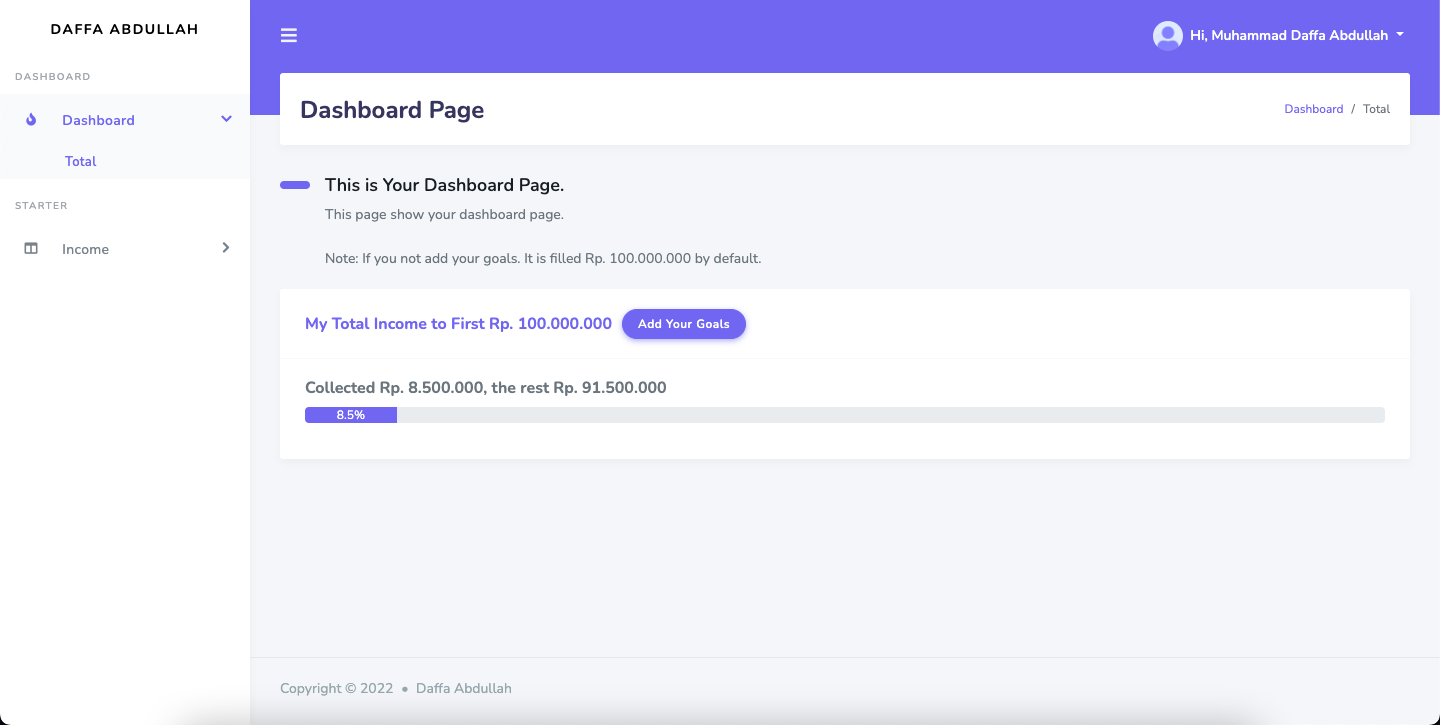 DAFFA ABDULLAH
DASHBOARD
Dashboard
Total
STARTER
Income
Hi, Muhammad Daffa Abdullah
Dashboard Page
Dashboard / Total
This is Your Dashboard Page.
This page show your dashboard page.
Note: If you not add your goals. It is filled Rp. 100.000.000 by default.
My Total Income to First Rp. 100.000.000 Add Your Goals
Collected Rp. 8.500.000, the rest Rp. 91.500.000
8.5%
Copyright © 2022 • Daffa Abdullah